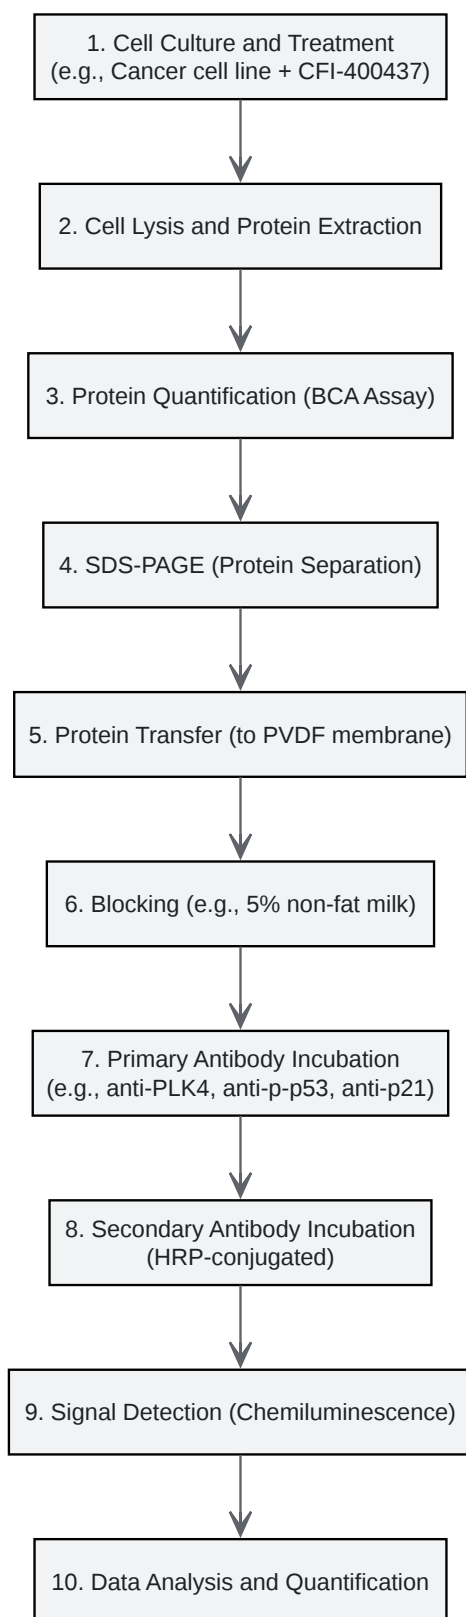 1. Cell Culture and Treatment
(e.g., Cancer cell line + CFI-400437)
2. Cell Lysis and Protein Extraction
3. Protein Quantification (BCA Assay)
4. SDS-PAGE (Protein Separation)
5. Protein Transfer (to PVDF membrane)
6. Blocking (e.g., 5% non-fat milk)
7. Primary Antibody Incubation
(e.g., anti-PLK4, anti-p-p53, anti-p21)
8. Secondary Antibody Incubation
(HRP-conjugated)
9. Signal Detection (Chemiluminescence)
10. Data Analysis and Quantification